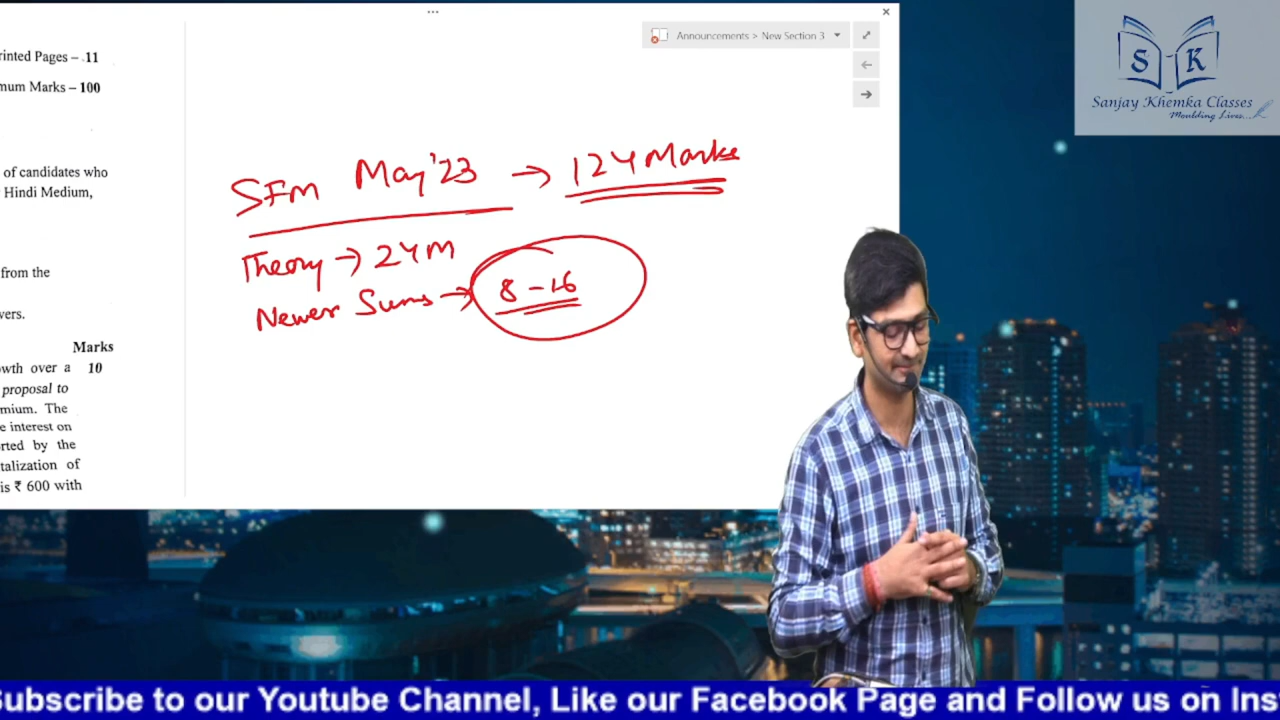 Announcements > New Section 3
S K
Sanjay Khemka Classes
Moulding Lives...
rinted Pages – 11
mum Marks – 100
of candidates who
Hindi Medium,
from the
vers.
Marks
wth over a 10
proposal to
mium. The
e interest on
rted by the
talization of
is ₹ 600 with
SFM May'23 → 124 Marks
Theory → 24M
Newer Sums → 8 - 16
Subscribe to our Youtube Channel, Like our Facebook Page and Follow us on Ins